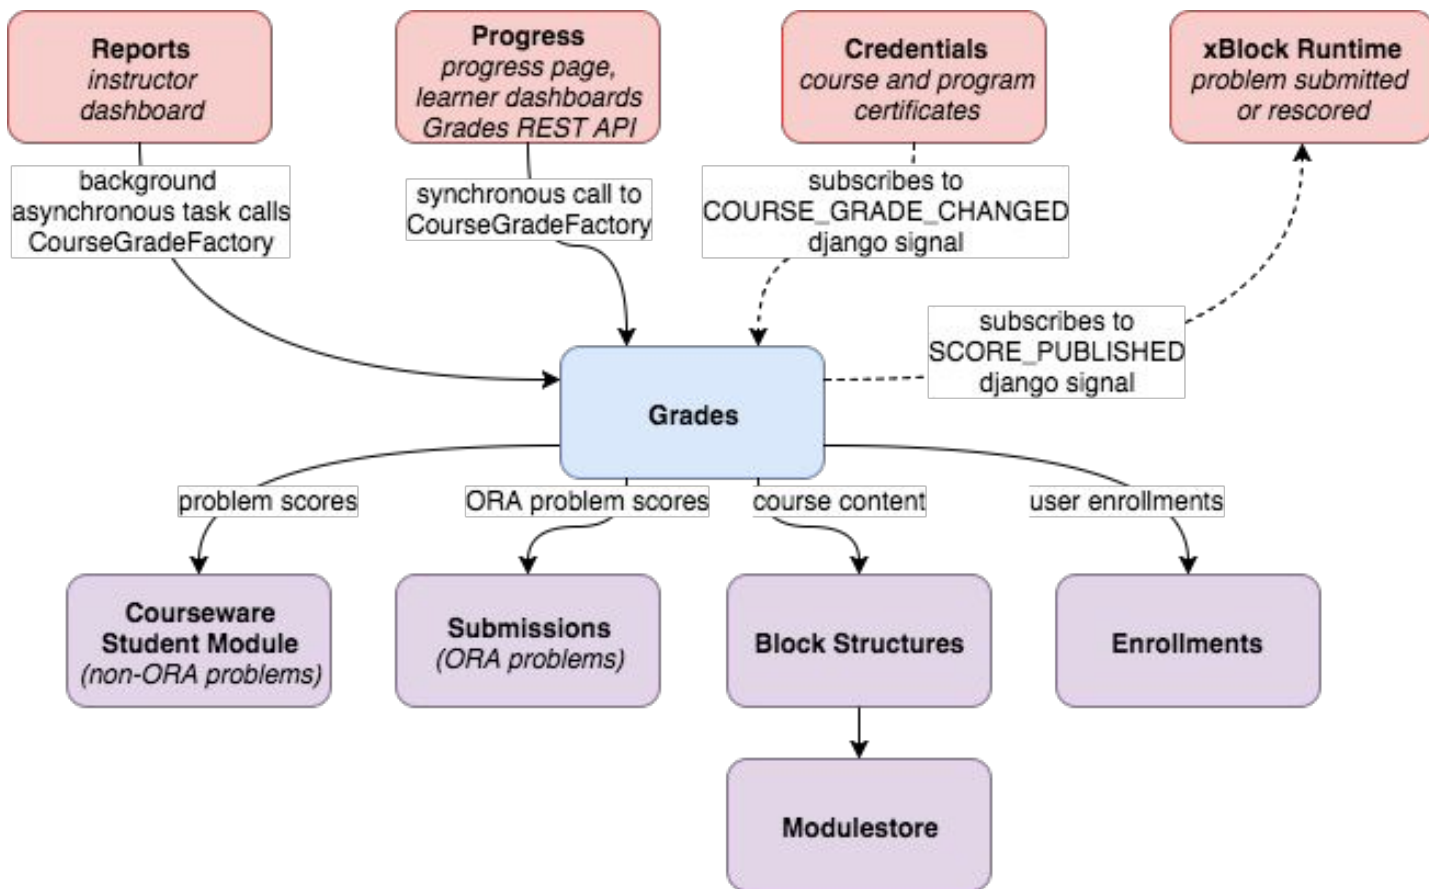 Reports
instructor
dashboard
Progress
progress page,
learner dashboards
Grades REST API
Credentials
course and program
certificates
xBlock Runtime
problem submitted
or rescored
background
asynchronous task calls
CourseGradeFactory
synchronous call to
CourseGradeFactory
subscribes to
COURSE_GRADE_CHANGED
django signal
subscribes to
SCORE_PUBLISHED
django signal
Grades
problem scores
ORA problem scores
course content
user enrollments
Courseware
Student Module
(non-ORA problems)
Submissions
(ORA problems)
Block Structures
Enrollments
Modulestore